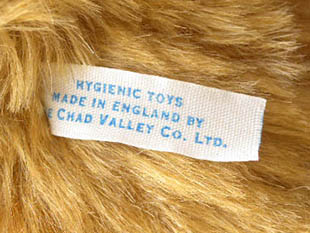 HYGIENIC TOYS
MADE IN ENGLAND BY
E CHAD VALLEY CO. LTD.